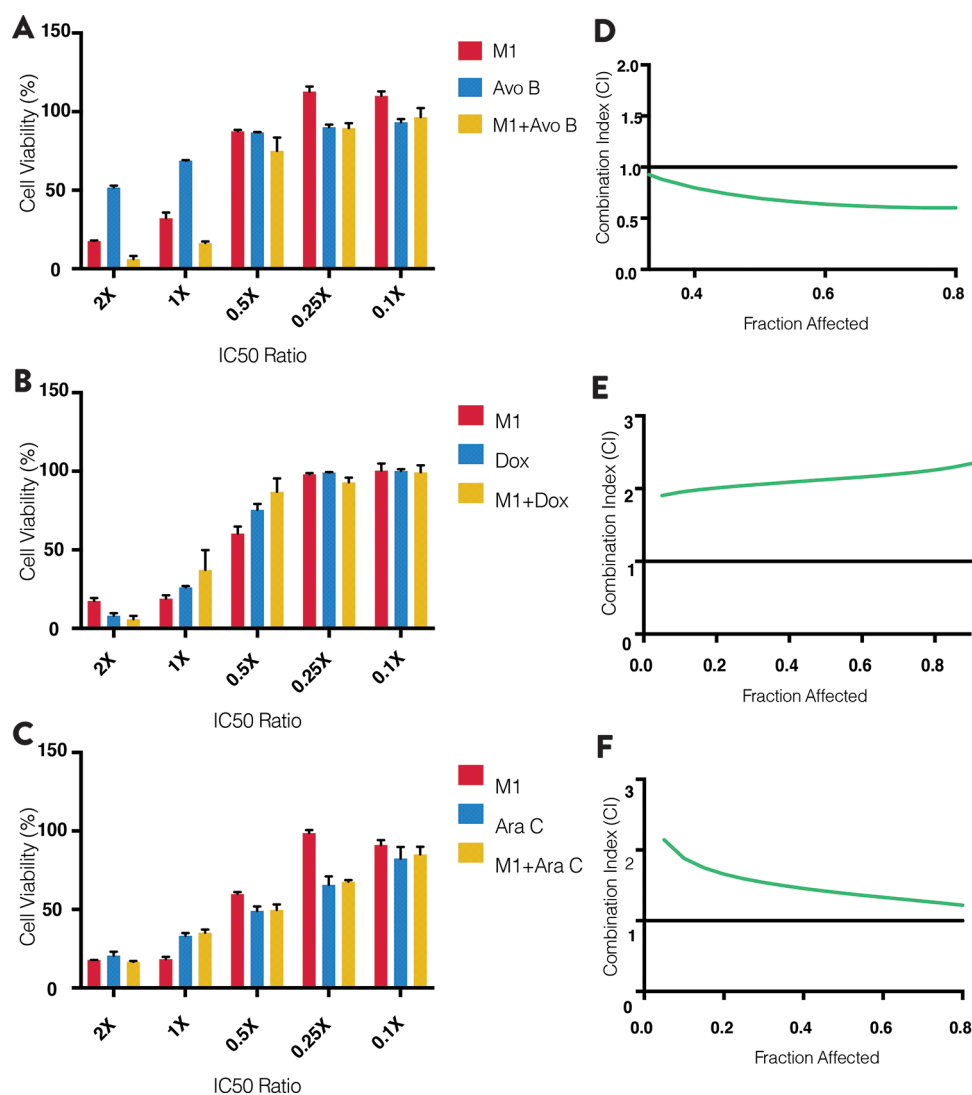 A
150
100
50
0
Cell Viability (%)
2X
1X
0.5X
0.25X
0.1X
IC50 Ratio
M1
Avo B
M1+Avo B
D
2.0
1.5
1.0
0.5
0.0
Combination Index (CI)
0.4
0.6
0.8
Fraction Affected
B
150
100
50
0
Cell Viability (%)
2X
1X
0.5X
0.25X
0.1X
IC50 Ratio
M1
Dox
M1+Dox
E
3
2
1
0
Combination Index (CI)
0.0
0.2
0.4
0.6
0.8
Fraction Affected
C
150
100
50
0
Cell Viability (%)
2X
1X
0.5X
0.25X
0.1X
IC50 Ratio
M1
Ara C
M1+Ara C
F
3
2
1
0
Combination Index (CI)
0.0
0.2
0.4
0.6
0.8
Fraction Affected